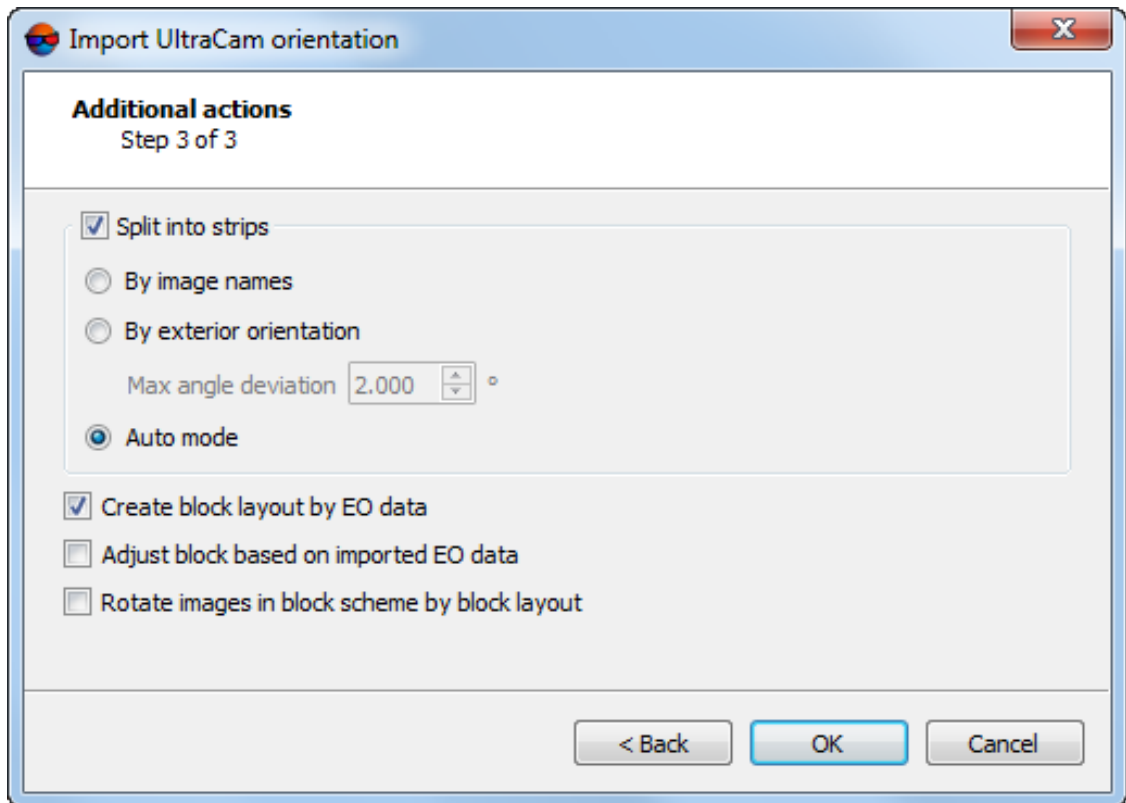 Import UltraCam orientation
Additional actions
Step 3 of 3
Split into strips
By image names
By exterior orientation
Max angle deviation 2.000 °
Auto mode
Create block layout by EO data
Adjust block based on imported EO data
Rotate images in block scheme by block layout
< Back OK Cancel